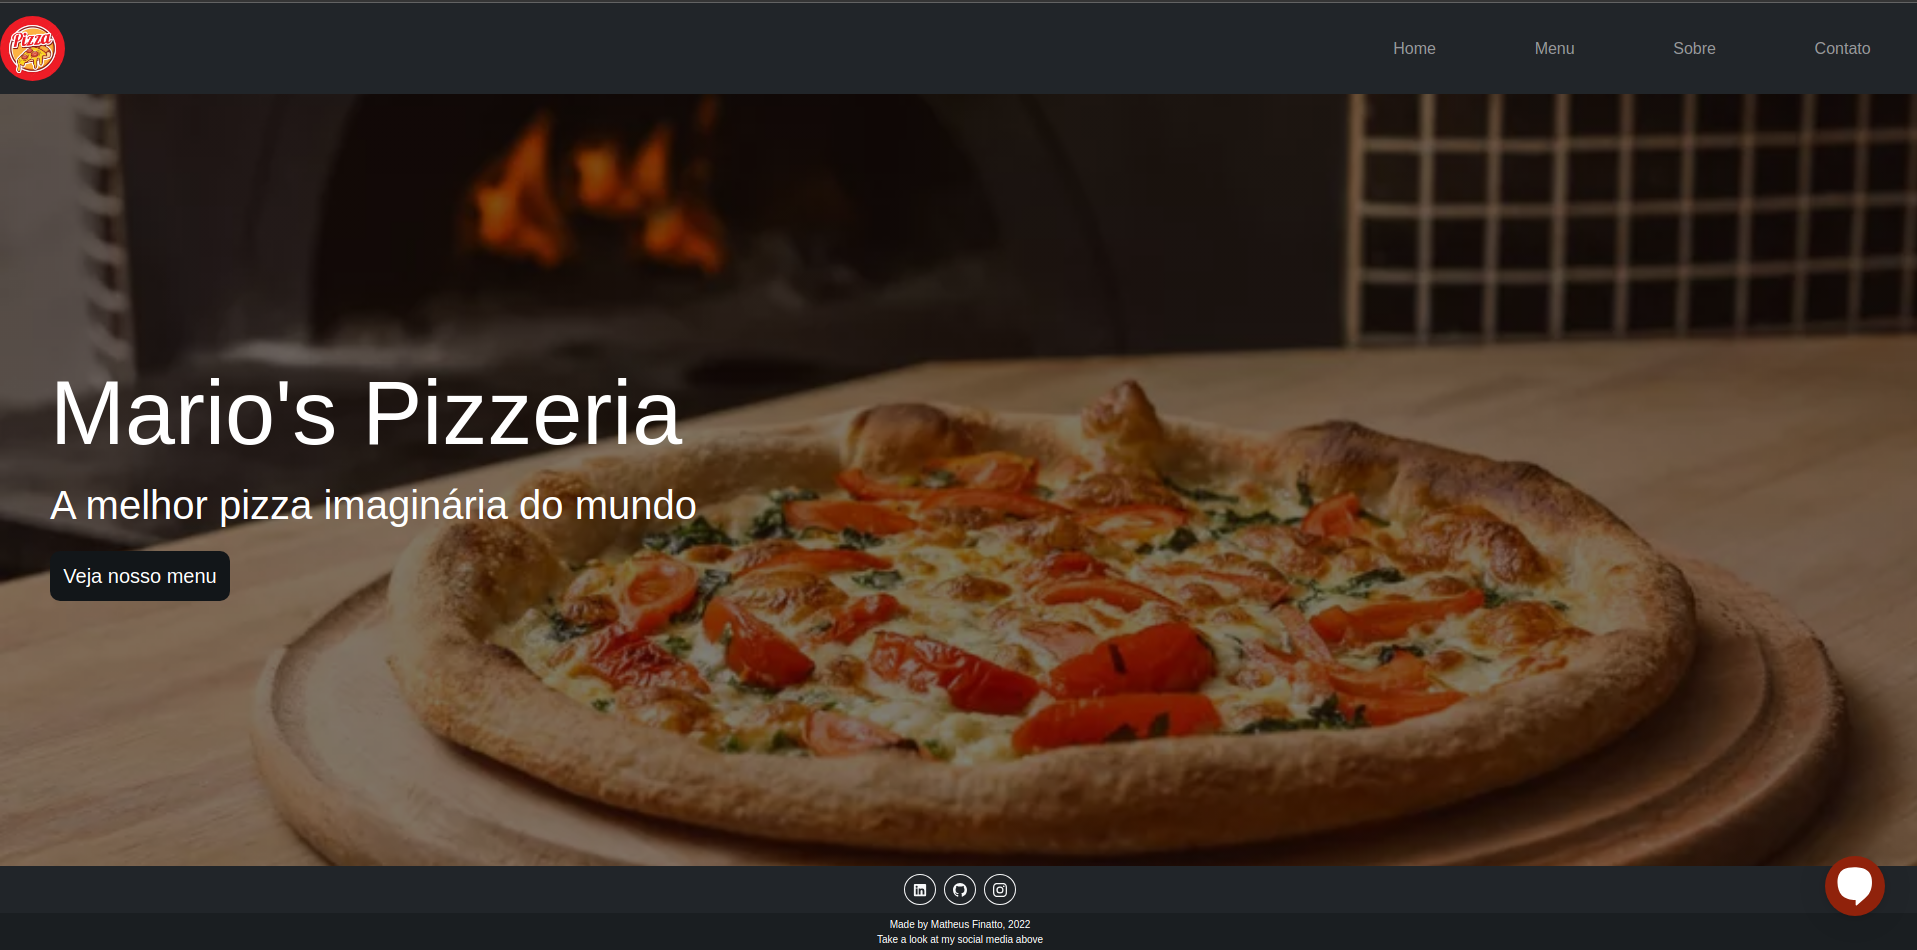 Pizza
Home
Menu
Sobre
Contato
Mario's Pizzeria
A melhor pizza imaginária do mundo
Veja nosso menu
in
Made by Matheus Finatto, 2022
Take a look at my social media above